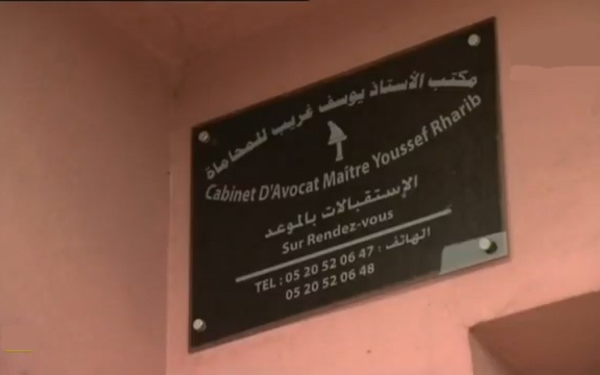 مكتب الأستاذ يوسف غريب للمحاماة
Cabinet D'Avocat Maître Youssef Rharib
الإستقبالات بالموعد
Sur Rendez-vous
الهاتف :
TEL : 05 20 52 06 47
05 20 52 06 48